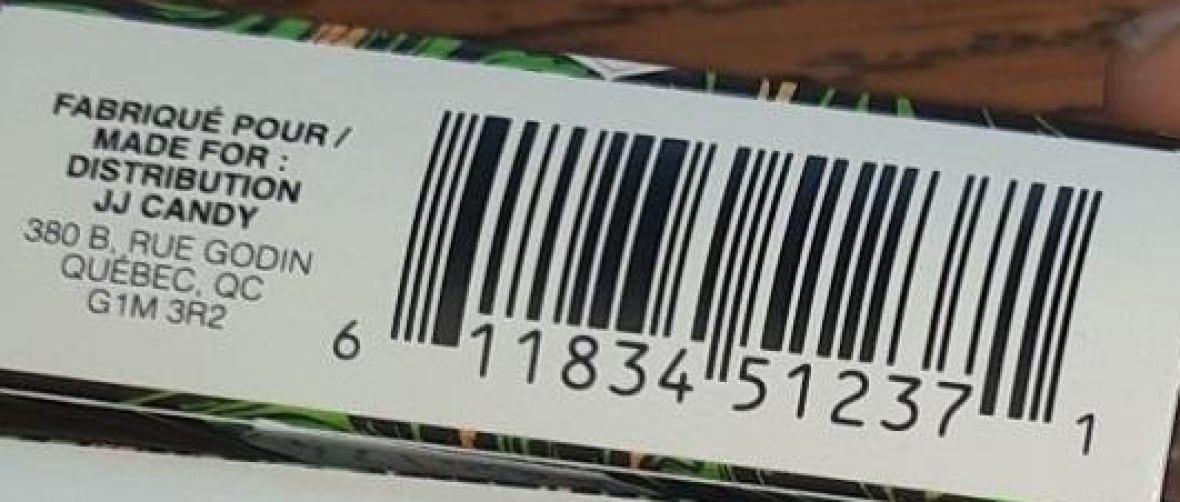 FABRIQUÉ POUR /
MADE FOR :
DISTRIBUTION
JJ CANDY
380 B, RUE GODIN
QUÉBEC, QC
G1M 3R2
6 11834 51237 1